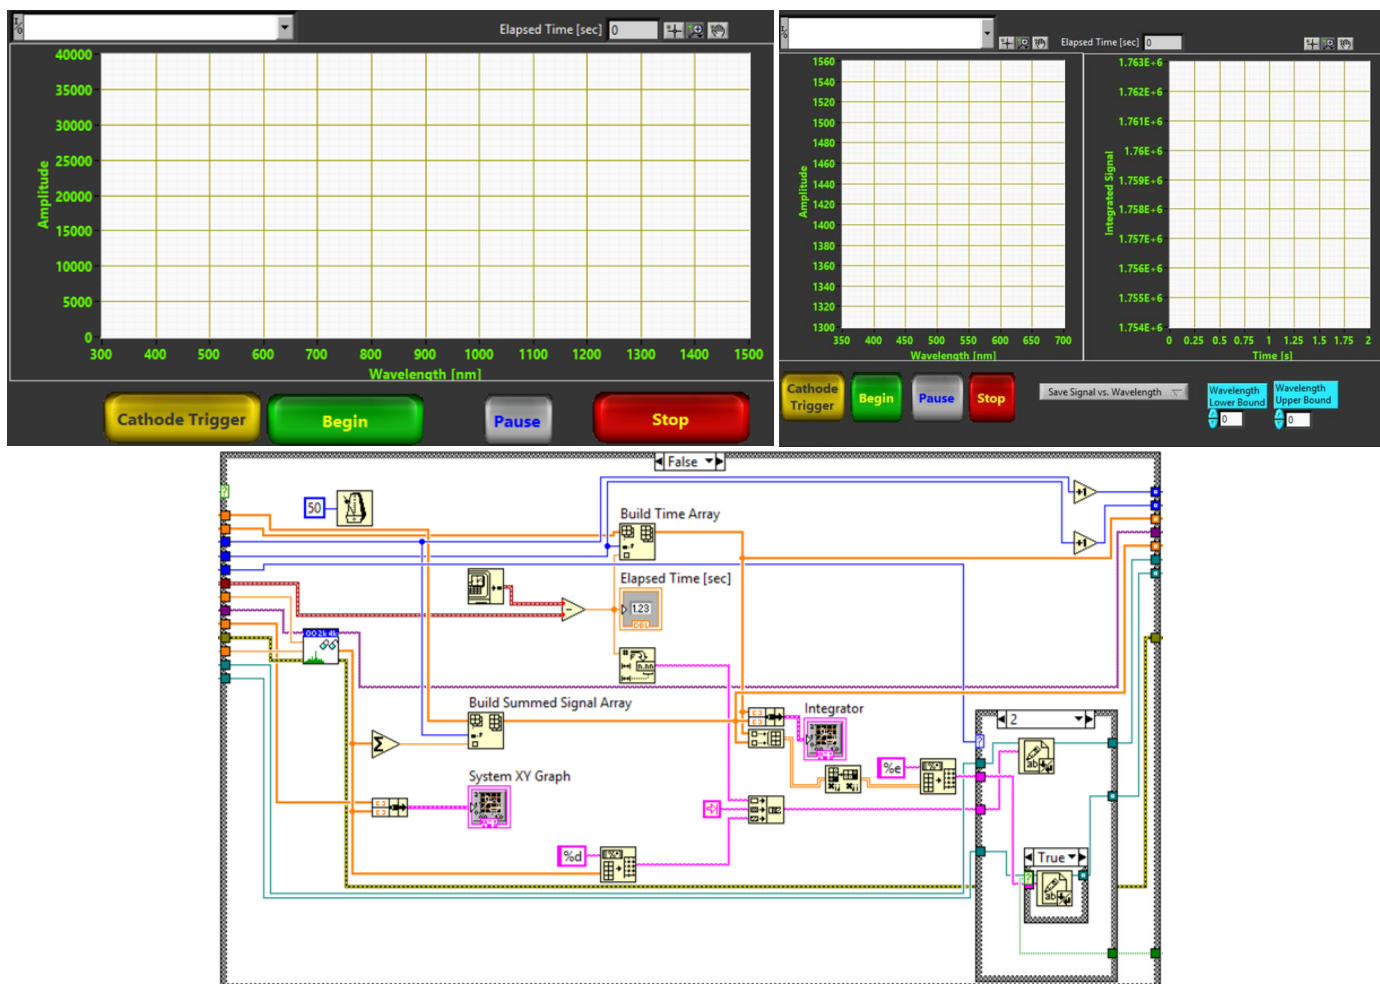 I/O
Elapsed Time [sec] 0
40000
35000
30000
25000
20000
15000
10000
5000
0
Amplitude
300 400 500 600 700 800 900 1000 1100 1200 1300 1400 1500
Wavelength [nm]
Cathode Trigger
Begin
Pause
Stop
I/O
Elapsed Time [sec] 0
1560
1540
1520
1500
1480
1460
1440
1420
1400
1380
1360
1340
1320
1300
Amplitude
350 400 450 500 550 600 650 700
Wavelength [nm]
1.763E+6
1.762E+6
1.761E+6
1.76E+6
1.759E+6
1.758E+6
1.757E+6
1.756E+6
1.755E+6
1.754E+6
Integrated Signal
0 0.25 0.5 0.75 1 1.25 1.5 1.75 2
Time [s]
Cathode
Trigger
Begin
Pause
Stop
Save Signal vs. Wavelength
Wavelength
Lower Bound
0
Wavelength
Upper Bound
0
False
50
Build Time Array
+1
+1
Elapsed Time [sec]
1.23
DBL
OO2k 4k
Build Summed Signal Array
Σ
Integrator
2
System XY Graph
%e
%d
True